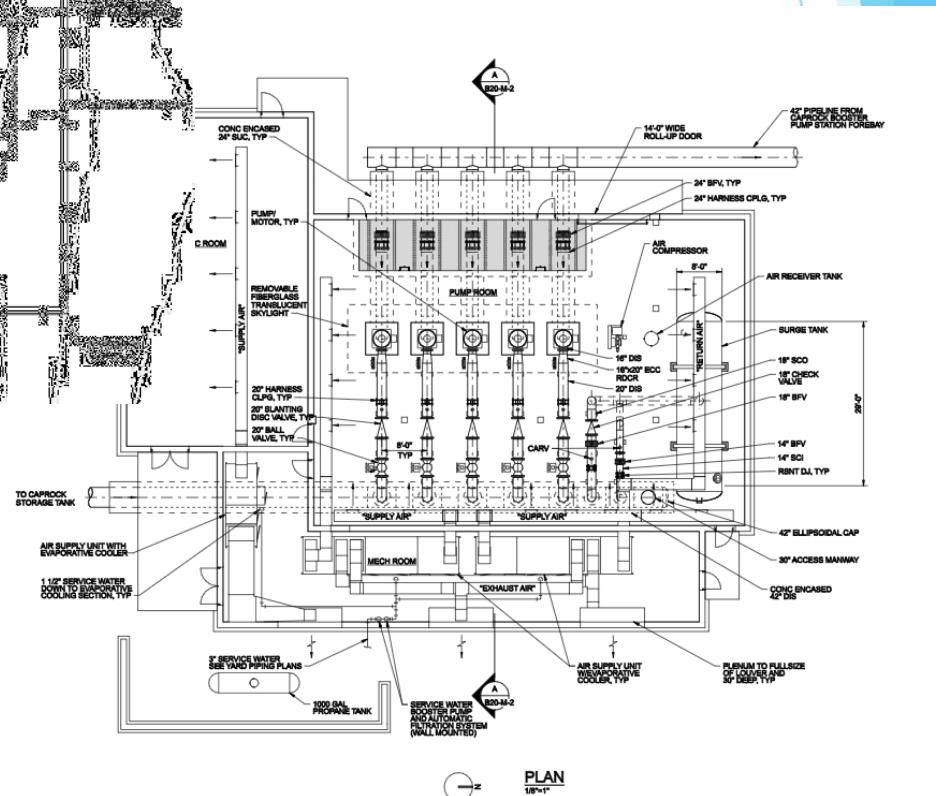 A
B20-M-2
42" PIPELINE FROM
CAPROCK BOOSTER
PUMP STATION FOREBAY
CONC ENCASED
24" SUC, TYP
14'-0" WIDE
ROLL-UP DOOR
24" BFV, TYP
24" HARNESS CPLG, TYP
PUMP/
MOTOR, TYP
C ROOM
AIR
COMPRESSOR
8'-0"
AIR RECEIVER TANK
REMOVABLE
FIBERGLASS
TRANSLUCENT
SKYLIGHT
PUMP ROOM
"SUPPLY AIR"
"RETURN AIR"
SURGE TANK
16" DIS
16"x20" ECC
RDCR
20" DIS
18" SCO
18" CHECK
VALVE
18" BFV
29'-0"
20" HARNESS
CLPG, TYP
20" SLANTING
DISC VALVE, TYP
20" BALL
VALVE, TYP
8'-0"
TYP
CARV
14" BFV
14" SCI
RSNT DJ, TYP
TO CAPROCK
STORAGE TANK
"SUPPLY AIR"
"SUPPLY AIR"
42" ELLIPSOIDAL CAP
AIR SUPPLY UNIT WITH
EVAPORATIVE COOLER
MECH ROOM
30" ACCESS MANWAY
1 1/2" SERVICE WATER
DOWN TO EVAPORATIVE
COOLING SECTION, TYP
"EXHAUST AIR"
CONC ENCASED
42" DIS
3" SERVICE WATER
SEE YARD PIPING PLANS
AIR SUPPLY UNIT
W/EVAPORATIVE
COOLER, TYP
PLENUM TO FULLSIZE
OF LOUVER AND
30" DEEP, TYP
1000 GAL
PROPANE TANK
SERVICE WATER
BOOSTER PUMP
AND AUTOMATIC
FILTRATION SYSTEM
(WALL MOUNTED)
A
B20-M-2
N
PLAN
1/8"=1"